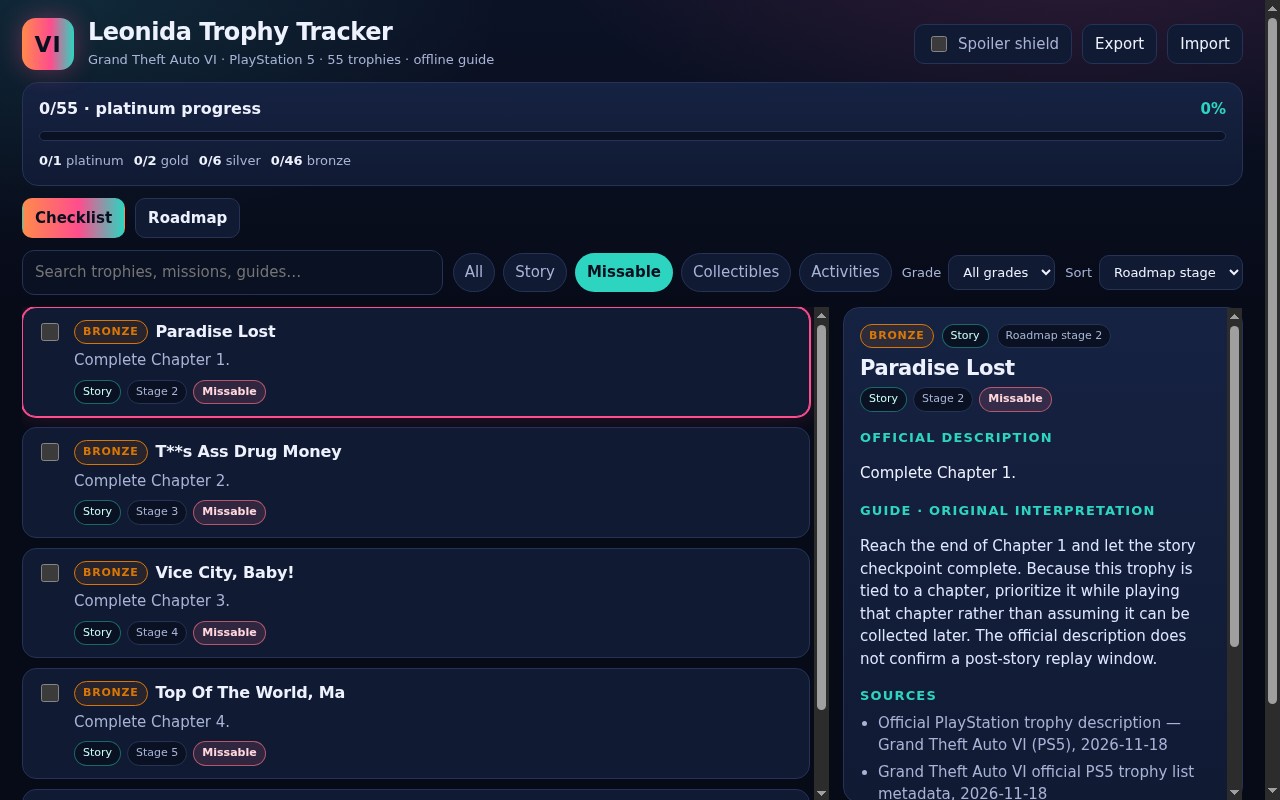 VI
Leonida Trophy Tracker
Grand Theft Auto VI · PlayStation 5 · 55 trophies · offline guide
Spoiler shield
Export
Import
0/55 · platinum progress
0%
0/1 platinum 0/2 gold 0/6 silver 0/46 bronze
Checklist
Roadmap
Search trophies, missions, guides…
All
Story
Missable
Collectibles
Activities
Grade
All grades
Sort
Roadmap stage
BRONZE Paradise Lost
Complete Chapter 1.
Story Stage 2 Missable
BRONZE T**s Ass Drug Money
Complete Chapter 2.
Story Stage 3 Missable
BRONZE Vice City, Baby!
Complete Chapter 3.
Story Stage 4 Missable
BRONZE Top Of The World, Ma
Complete Chapter 4.
Story Stage 5 Missable
BRONZE Story Roadmap stage 2
Paradise Lost
Story Stage 2 Missable
OFFICIAL DESCRIPTION
Complete Chapter 1.
GUIDE · ORIGINAL INTERPRETATION
Reach the end of Chapter 1 and let the story
checkpoint complete. Because this trophy is
tied to a chapter, prioritize it while playing
that chapter rather than assuming it can be
collected later. The official description does
not confirm a post-story replay window.
SOURCES
• Official PlayStation trophy description —
Grand Theft Auto VI (PS5), 2026-11-18
• Grand Theft Auto VI official PS5 trophy list
metadata, 2026-11-18